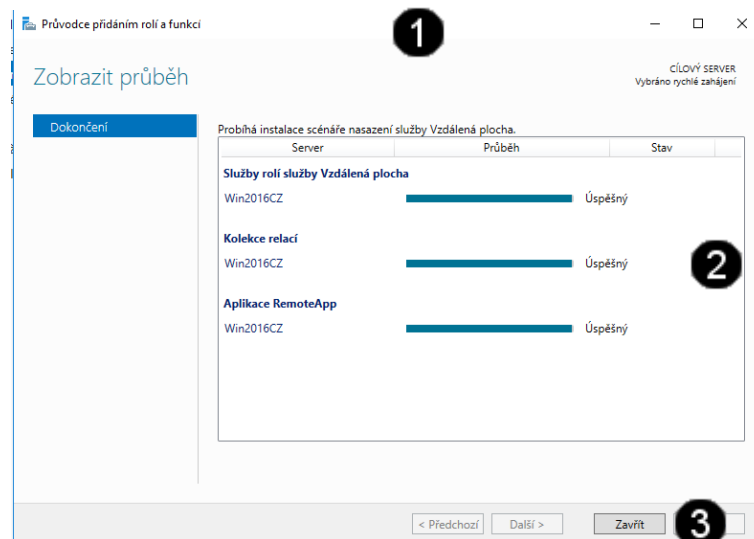 Průvodce přidáním rolí a funkcí
1
Zobrazit průběh
CÍLOVÝ SERVER
Vybráno rychlé zahájení
Dokončení
Probíhá instalace scénáře nasazení služby Vzdálená plocha.
Server Průběh Stav
Služby rolí služby Vzdálená plocha
Win2016CZ Úspěšný
Kolekce relací
Win2016CZ Úspěšný
2
Aplikace RemoteApp
Win2016CZ Úspěšný
< Předchozí Další > Zavřít 3